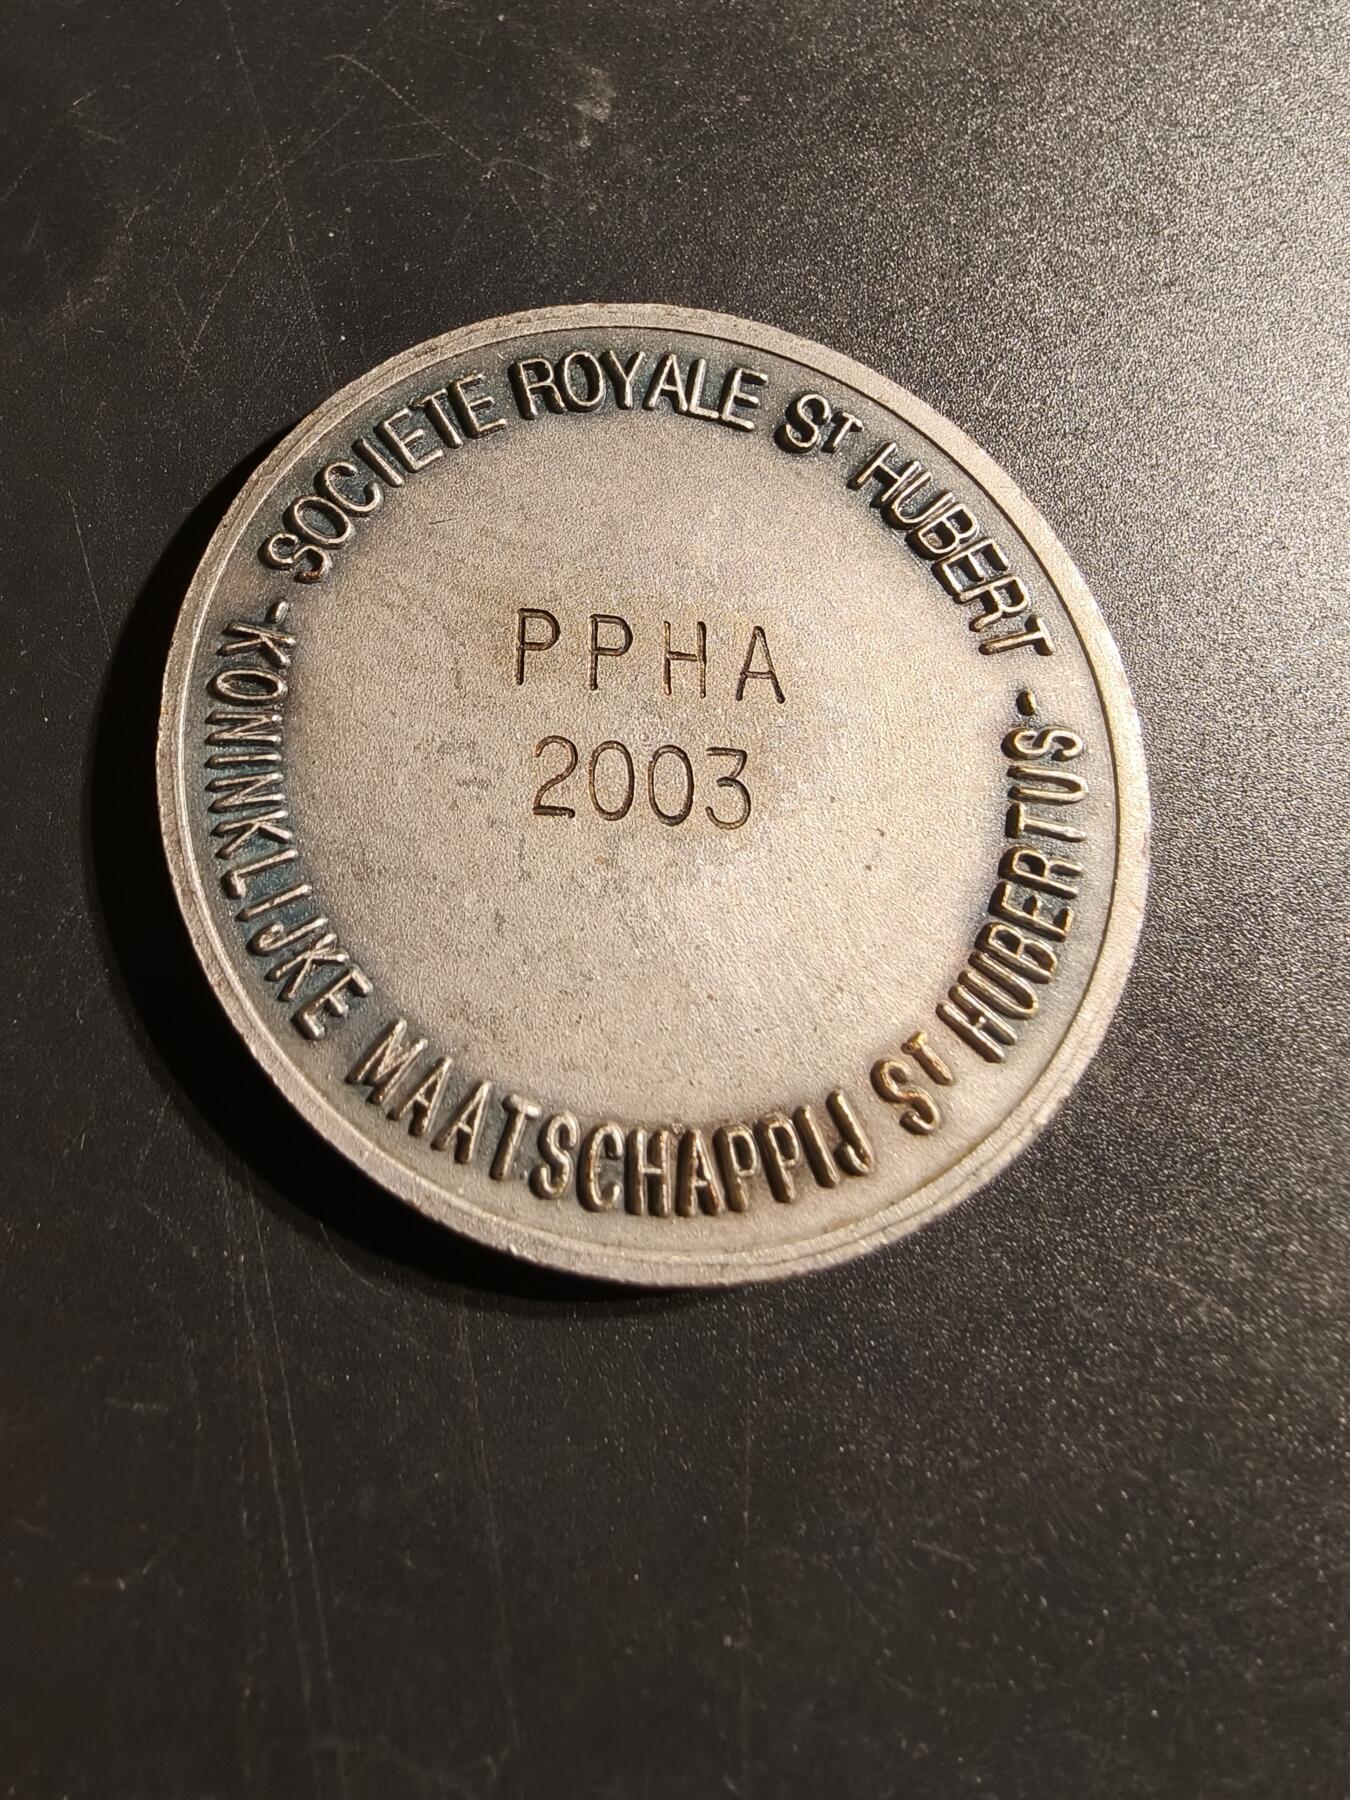 - SOCIETE ROYALE ST HUBERT -
PPHA
2003
KONINKLIJKE MAATSCHAPPIJ ST HUBERTUS